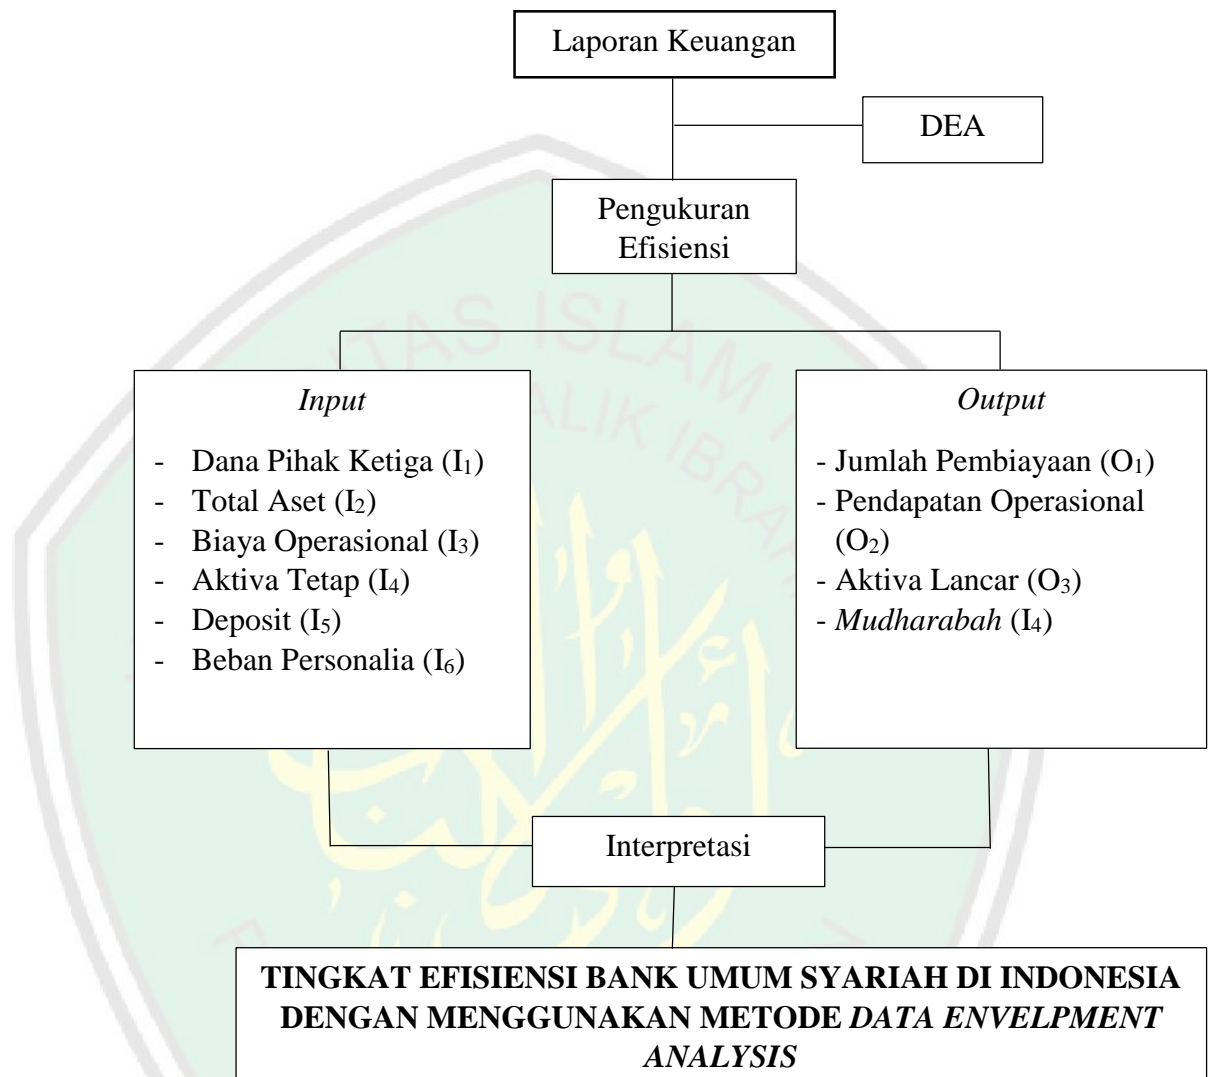 Laporan Keuangan
DEA
Pengukuran
Efisiensi
Input
- Dana Pihak Ketiga (I₁)
- Total Aset (I₂)
- Biaya Operasional (I₃)
- Aktiva Tetap (I₄)
- Deposit (I₅)
- Beban Personalia (I₆)
Output
- Jumlah Pembiayaan (O₁)
- Pendapatan Operasional
(O₂)
- Aktiva Lancar (O₃)
- Mudharabah (I₄)
Interpretasi
TINGKAT EFISIENSI BANK UMUM SYARIAH DI INDONESIA
DENGAN MENGGUNAKAN METODE DATA ENVELPMENT
ANALYSIS